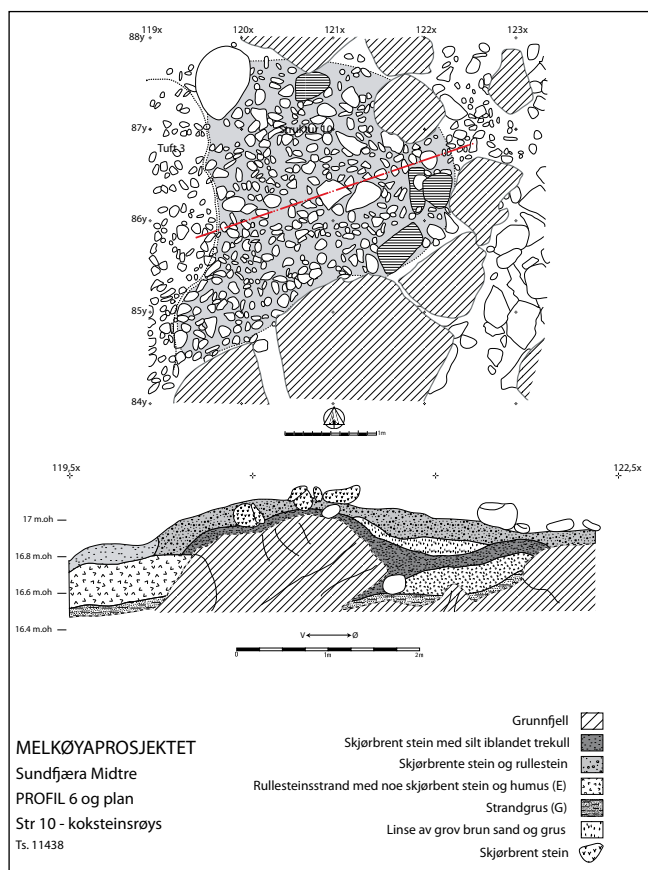 119x 120x 121x 122x 123x
88y
87y
Struktur 10
Tuft 3
86y
85y
84y
1m
119,5x 122,5x
17 m.oh
16.8 m.oh
16.6 m.oh
16.4 m.oh
V Ø
0 1m 2m
MELKØYAPROSJEKTET
Sundfjæra Midtre
PROFIL 6 og plan
Str 10 - koksteinsrøys
Ts. 11438
Grunnfjell
Skjørbrent stein med silt iblandet trekull
Skjørbrente stein og rullestein
Rullesteinsstrand med noe skjørbent stein og humus (E)
Strandgrus (G)
Linse av grov brun sand og grus
Skjørbrent stein